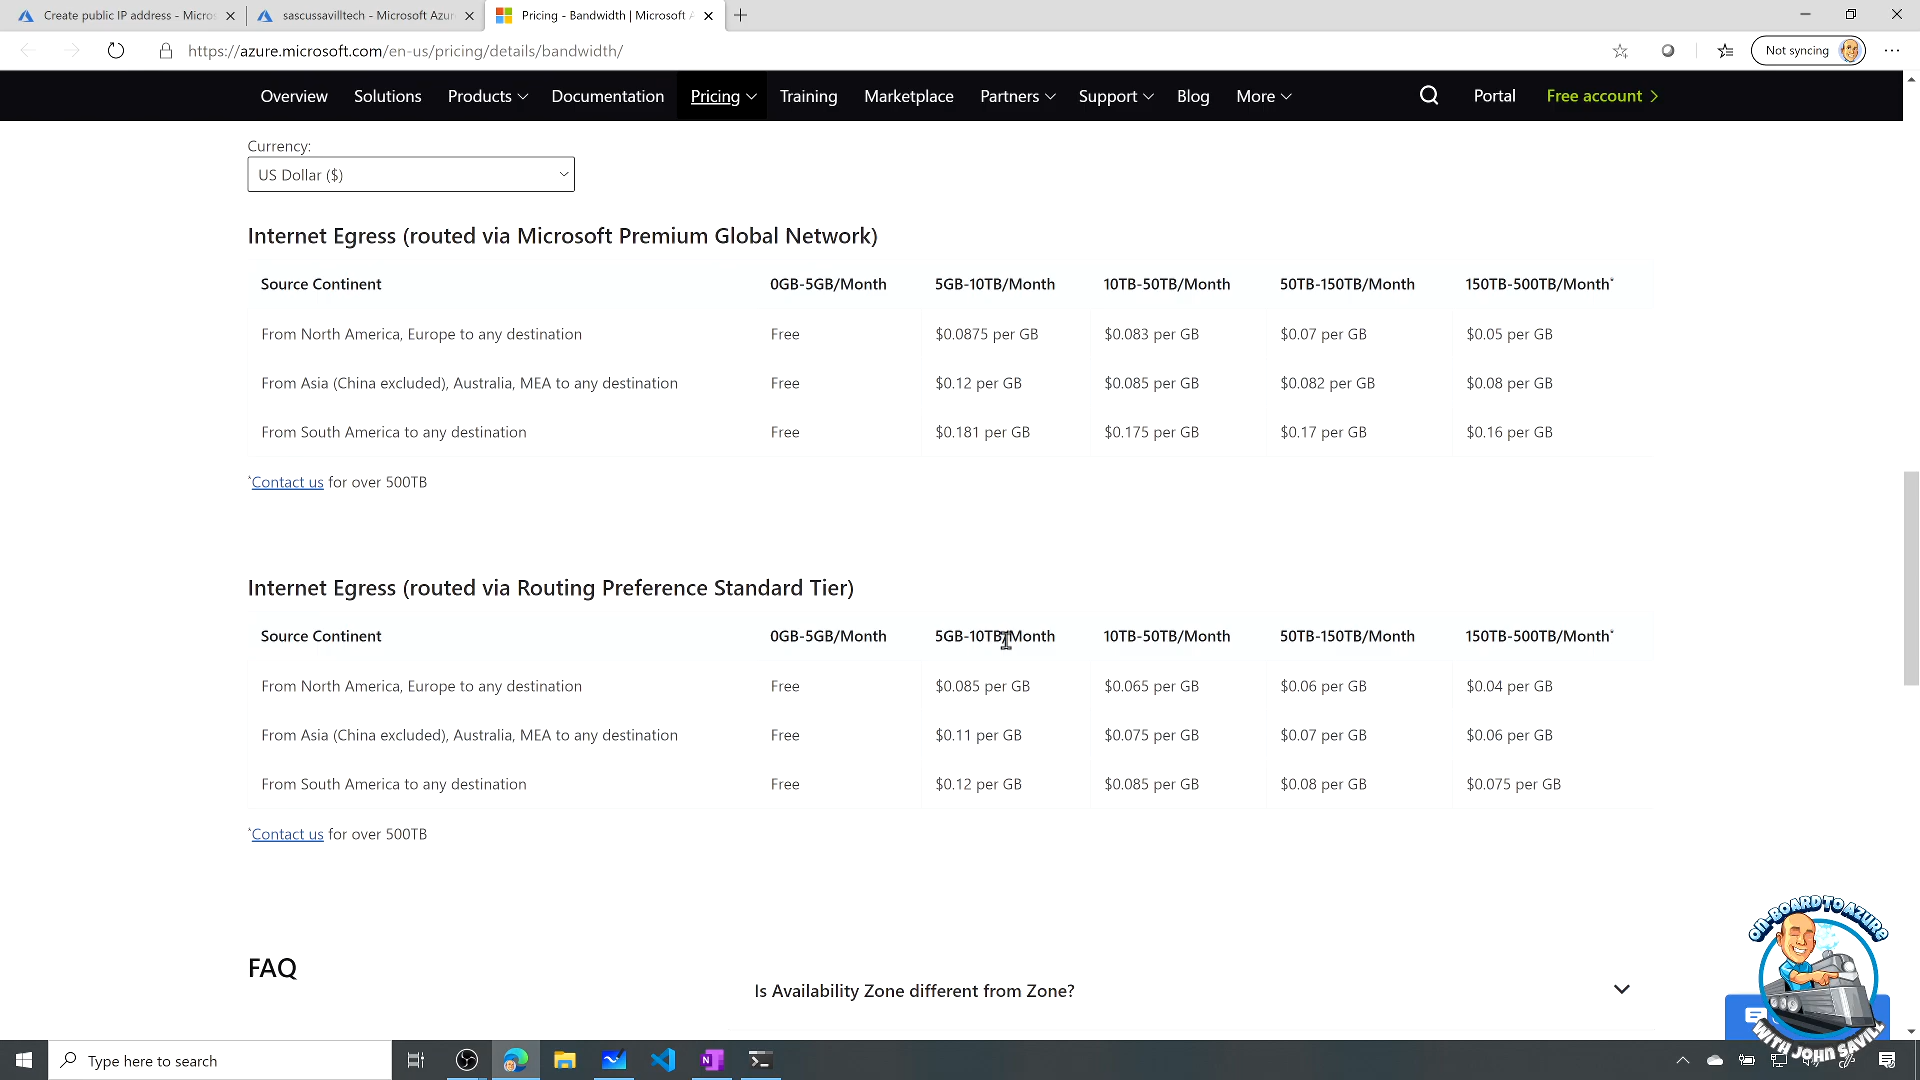 Create public IP address - Micros
sascussavilltech - Microsoft Azur
Pricing - Bandwidth | Microsoft A
https://azure.microsoft.com/en-us/pricing/details/bandwidth/
Not syncing
Overview Solutions Products Documentation Pricing Training Marketplace Partners Support Blog More Portal Free account
Currency:
US Dollar ($)
Internet Egress (routed via Microsoft Premium Global Network)
Source Continent 0GB-5GB/Month 5GB-10TB/Month 10TB-50TB/Month 50TB-150TB/Month 150TB-500TB/Month*
From North America, Europe to any destination Free $0.0875 per GB $0.083 per GB $0.07 per GB $0.05 per GB
From Asia (China excluded), Australia, MEA to any destination Free $0.12 per GB $0.085 per GB $0.082 per GB $0.08 per GB
From South America to any destination Free $0.181 per GB $0.175 per GB $0.17 per GB $0.16 per GB
*Contact us for over 500TB
Internet Egress (routed via Routing Preference Standard Tier)
Source Continent 0GB-5GB/Month 5GB-10TB/Month 10TB-50TB/Month 50TB-150TB/Month 150TB-500TB/Month*
From North America, Europe to any destination Free $0.085 per GB $0.065 per GB $0.06 per GB $0.04 per GB
From Asia (China excluded), Australia, MEA to any destination Free $0.11 per GB $0.075 per GB $0.07 per GB $0.06 per GB
From South America to any destination Free $0.12 per GB $0.085 per GB $0.08 per GB $0.075 per GB
*Contact us for over 500TB
FAQ
Is Availability Zone different from Zone?
ON-BOARD TO AZURE
WITH JOHN SAVILL
Type here to search